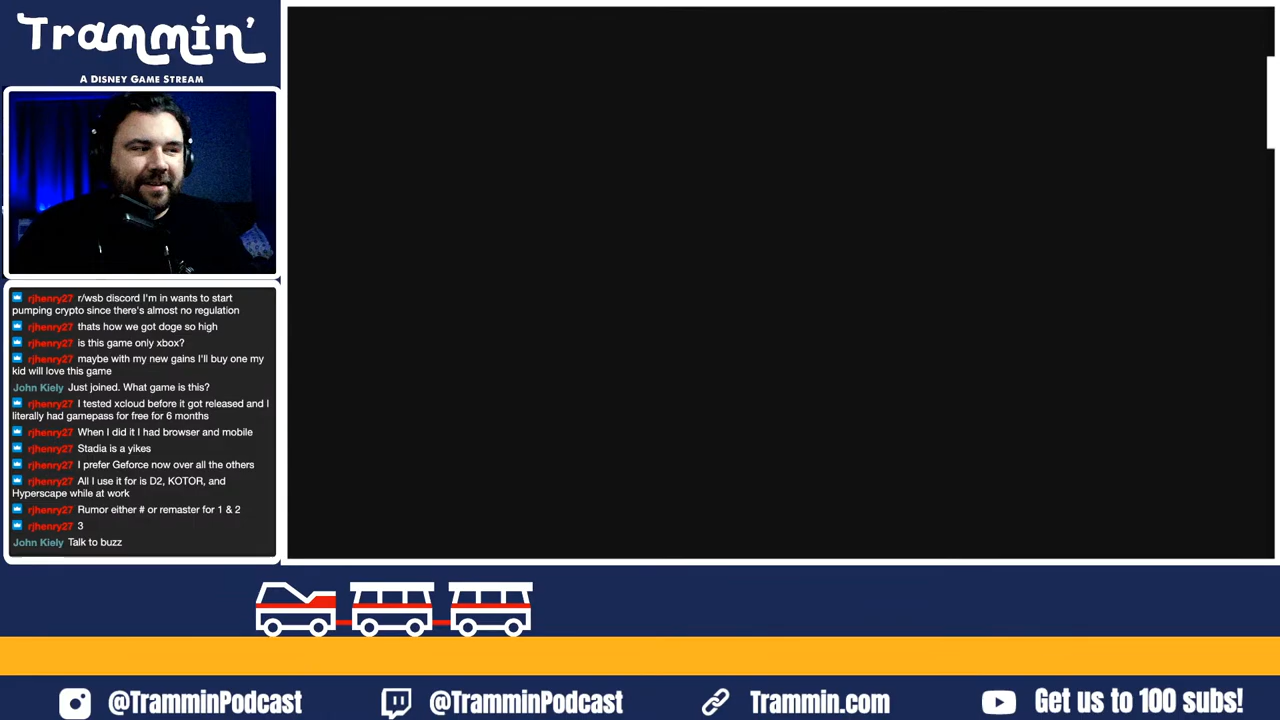 Trammin'
A DISNEY GAME STREAM
rjhenry27 r/wsb discord I'm in wants to start
pumping crypto since there's almost no regulation
rjhenry27 thats how we got doge so high
rjhenry27 is this game only xbox?
rjhenry27 maybe with my new gains I'll buy one my
kid will love this game
John Kiely Just joined. What game is this?
rjhenry27 I tested xcloud before it got released and I
literally had gamepass for free for 6 months
rjhenry27 When I did it I had browser and mobile
rjhenry27 Stadia is a yikes
rjhenry27 I prefer Geforce now over all the others
rjhenry27 All I use it for is D2, KOTOR, and
Hyperscape while at work
rjhenry27 Rumor either # or remaster for 1 & 2
rjhenry27 3
John Kiely Talk to buzz
@TramminPodcast @TramminPodcast Trammin.com Get us to 100 subs!